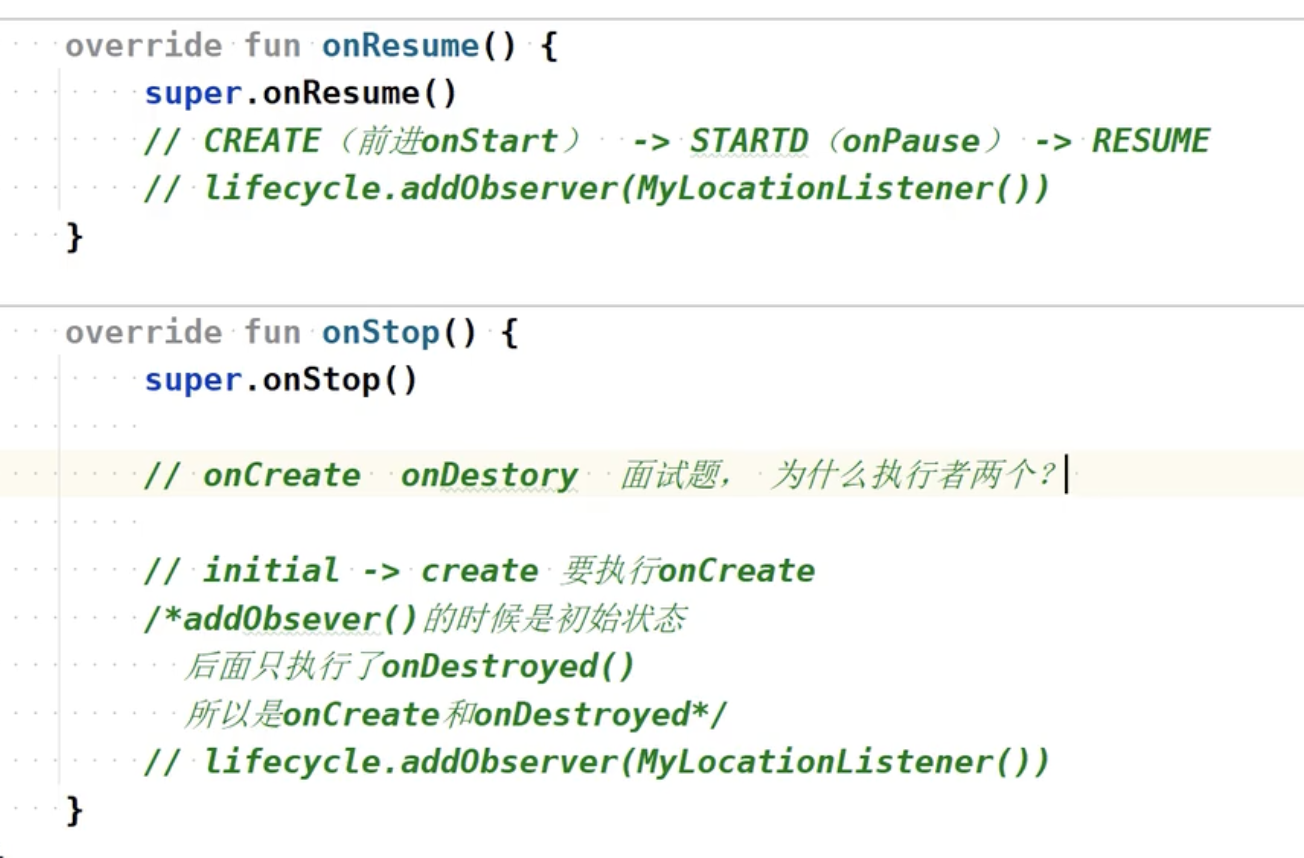 override fun onResume() {
super.onResume()
// CREATE（前进onStart）  -> STARTD（onPause） -> RESUME
// lifecycle.addObserver(MyLocationListener())
}
override fun onStop() {
super.onStop()
// onCreate  onDestory  面试题， 为什么执行者两个？
// initial -> create 要执行onCreate
/*addObsever()的时候是初始状态
后面只执行了onDestroyed()
所以是onCreate和onDestroyed*/
// lifecycle.addObserver(MyLocationListener())
}